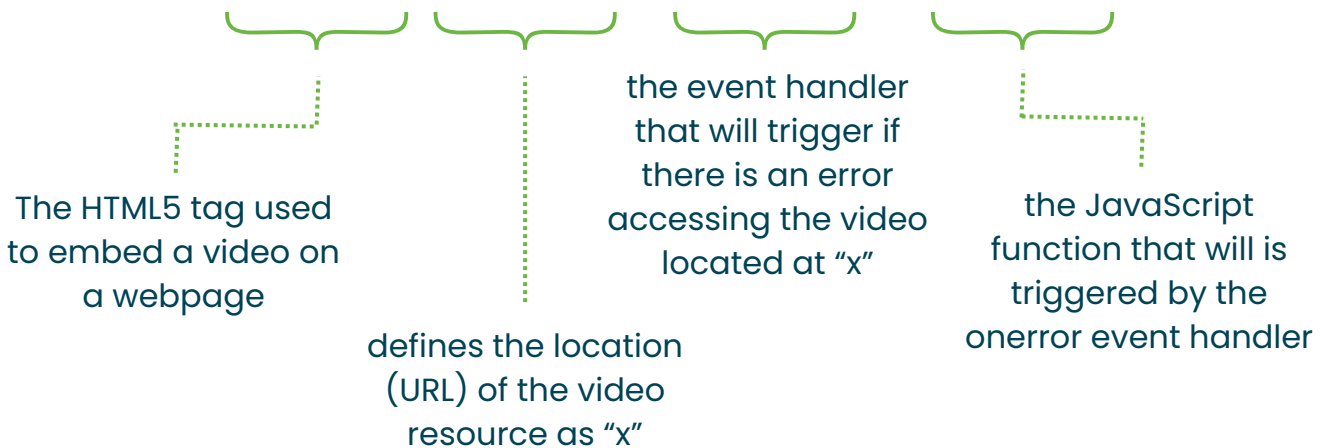 The HTML5 tag used
to embed a video on
a webpage
defines the location
(URL) of the video
resource as “x”
the event handler
that will trigger if
there is an error
accessing the video
located at “x”
the JavaScript
function that will is
triggered by the
onerror event handler